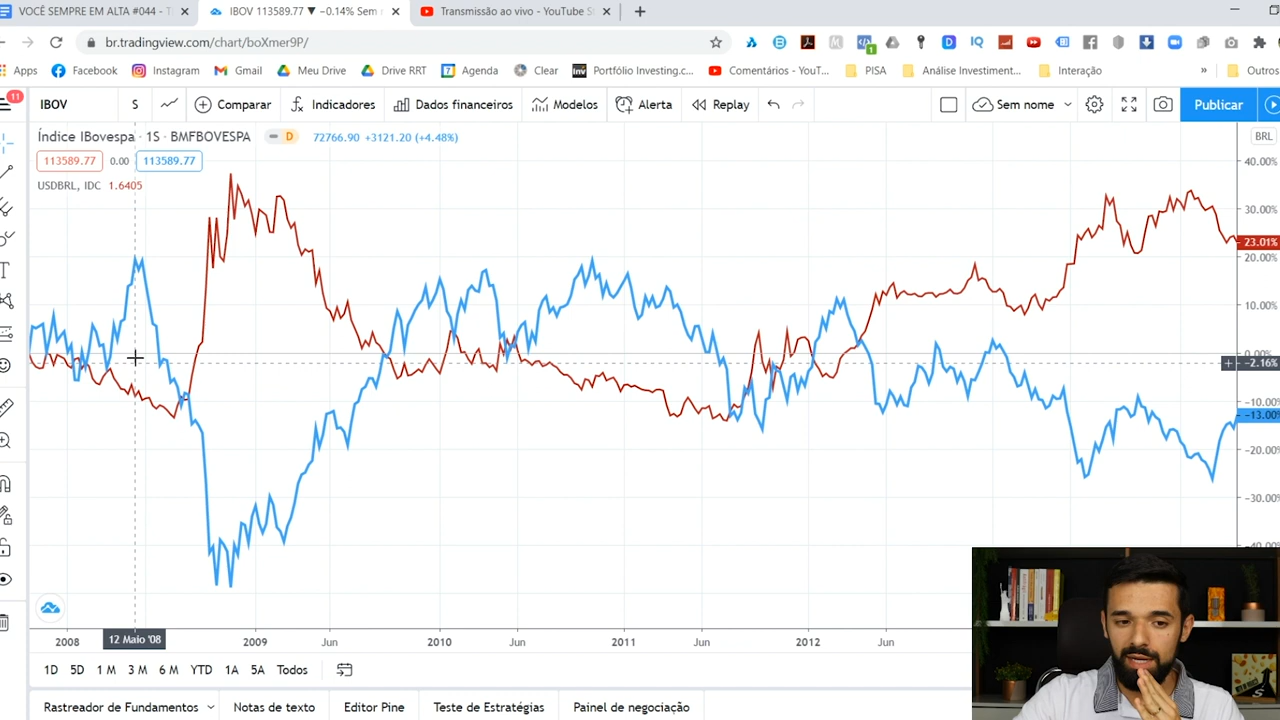 VOCÊ SEMPRE EM ALTA #044 - T
IBOV 113589.77 ▼ −0.14% Sem n
Transmissão ao vivo - YouTube S
br.tradingview.com/chart/boXmer9P/
Apps
Facebook
Instagram
Gmail
Meu Drive
Drive RRT
Agenda
Clear
Portfólio Investing.c...
Comentários - YouT...
PISA
Análise Investiment...
Interação
»
Outros
11
IBOV
S
Comparar
Indicadores
Dados financeiros
Modelos
Alerta
Replay
Sem nome
Publicar
Índice IBovespa · 1S · BMFBOVESPA
D
72766.90 +3121.20 (+4.48%)
BRL
113589.77 0.00 113589.77
USDBRL, IDC 1.6405
40.00%
30.00%
23.01%
20.00%
10.00%
0.00%
−2.16%
−10.00%
−13.00%
−30.00%
−40.00%
2008
12 Maio '08
2009
Jun
2010
Jun
2011
Jun
2012
Jun
1D 5D 1 M 3 M 6 M YTD 1A 5A Todos
Rastreador de Fundamentos
Notas de texto
Editor Pine
Teste de Estratégias
Painel de negociação